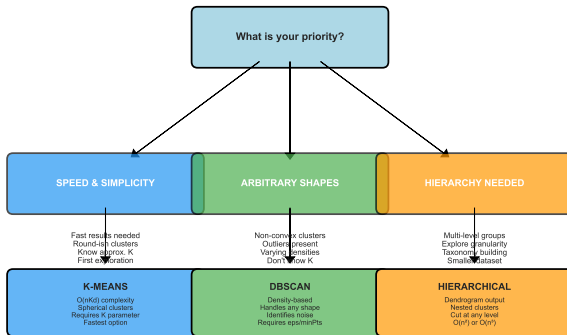 What is your priority?
SPEED & SIMPLICITY
ARBITRARY SHAPES
HIERARCHY NEEDED
Fast results needed
Round-ish clusters
Know approx. K
First exploration
Non-convex clusters
Outliers present
Varying densities
Don't know K
Multi-level groups
Explore granularity
Taxonomy building
Smaller dataset
K-MEANS
O(nKd) complexity
Spherical clusters
Requires K parameter
Fastest option
DBSCAN
Density-based
Handles any shape
Identifies noise
Requires eps/minPts
HIERARCHICAL
Dendrogram output
Nested clusters
Cut at any level